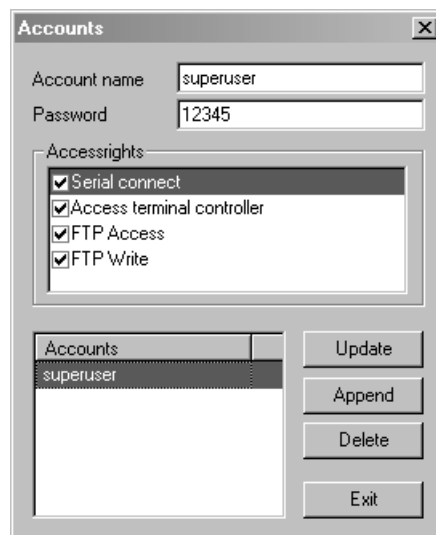 Accounts
Account name superuser
Password 12345
Accessrights
Serial connect
Access terminal controller
FTP Access
FTP Write
Accounts
superuser
Update
Append
Delete
Exit